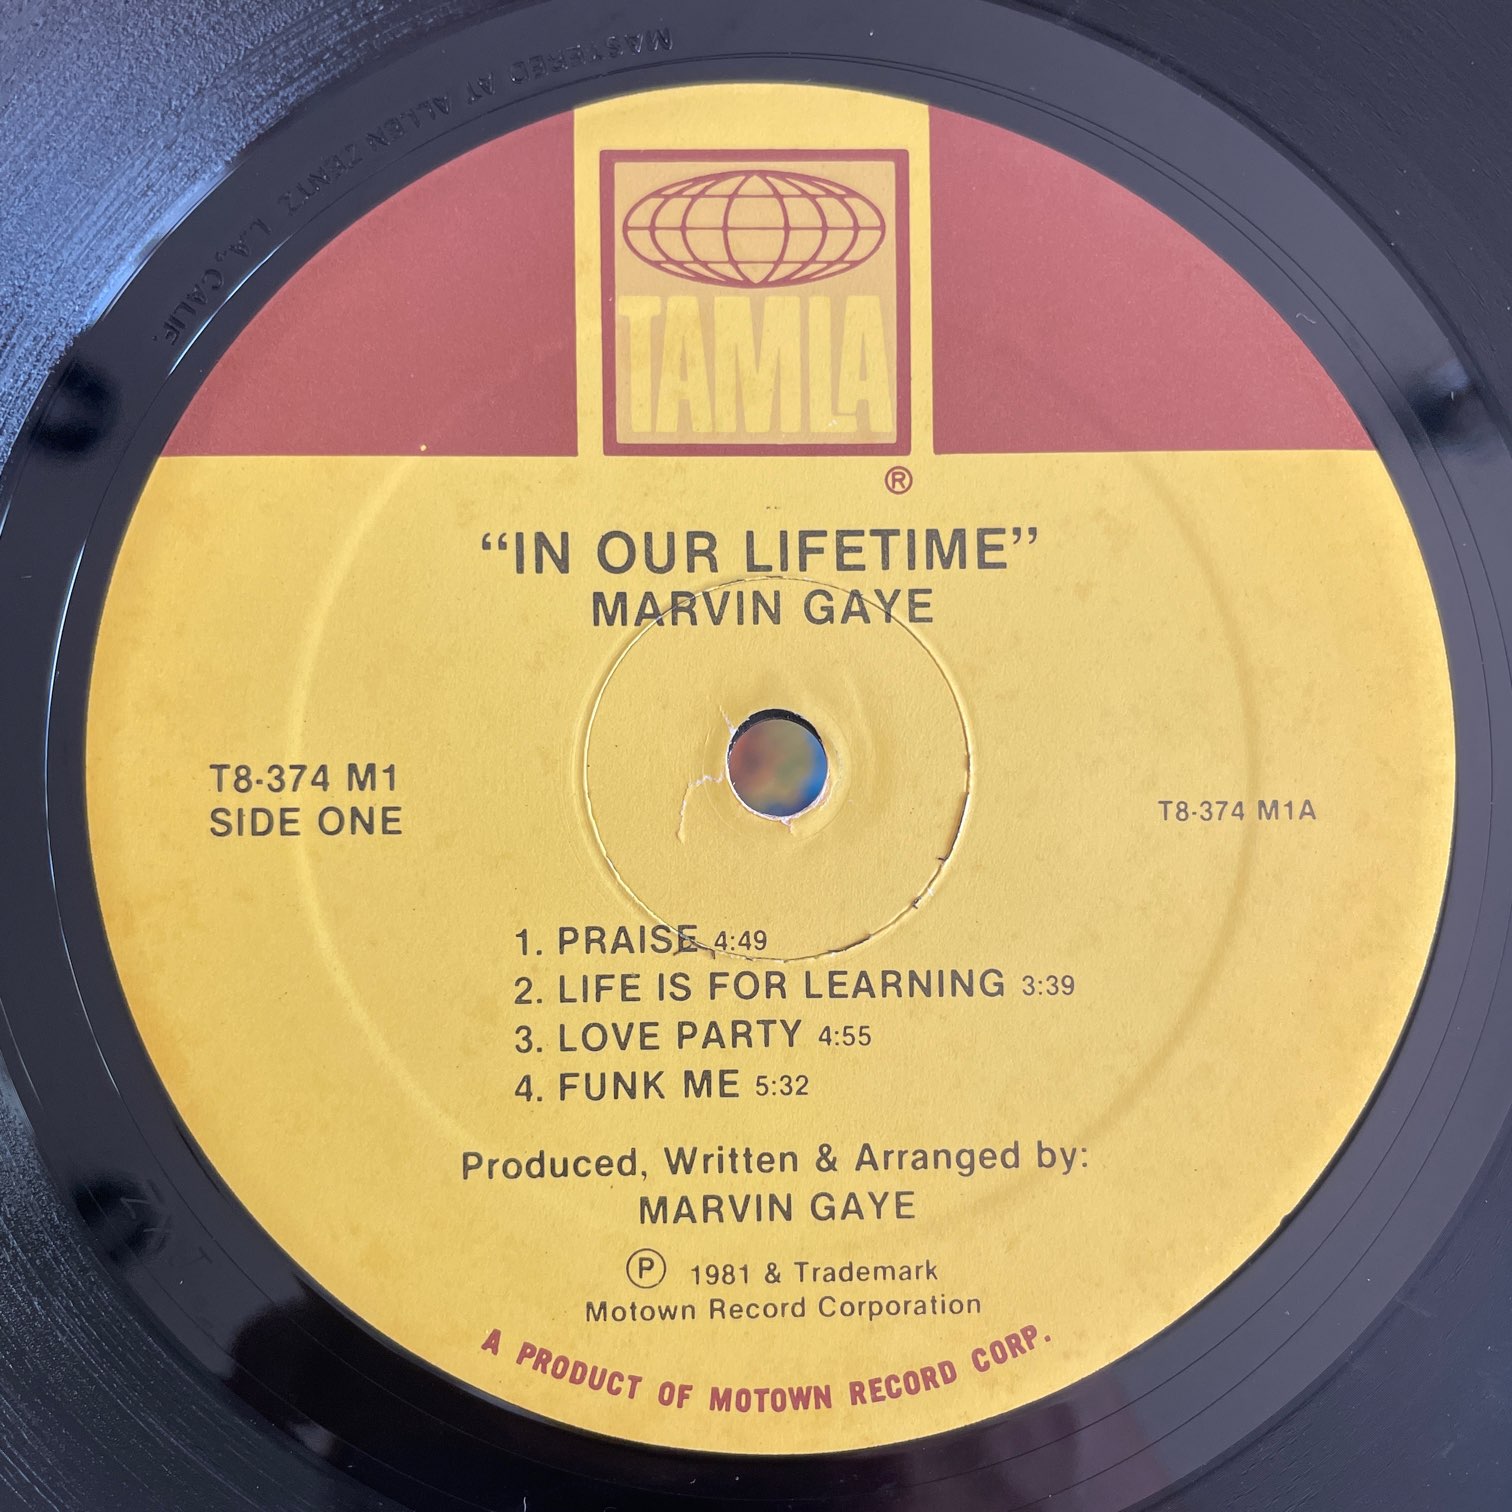 MASTERED AT ALLEN ZENTZ L.A., CALIF.
TAMLA
®
“IN OUR LIFETIME”
MARVIN GAYE
T8-374 M1
SIDE ONE
T8-374 M1A
1. PRAISE 4:49
2. LIFE IS FOR LEARNING 3:39
3. LOVE PARTY 4:55
4. FUNK ME 5:32
Produced, Written & Arranged by:
MARVIN GAYE
Ⓟ 1981 & Trademark
Motown Record Corporation
A PRODUCT OF MOTOWN RECORD CORP.